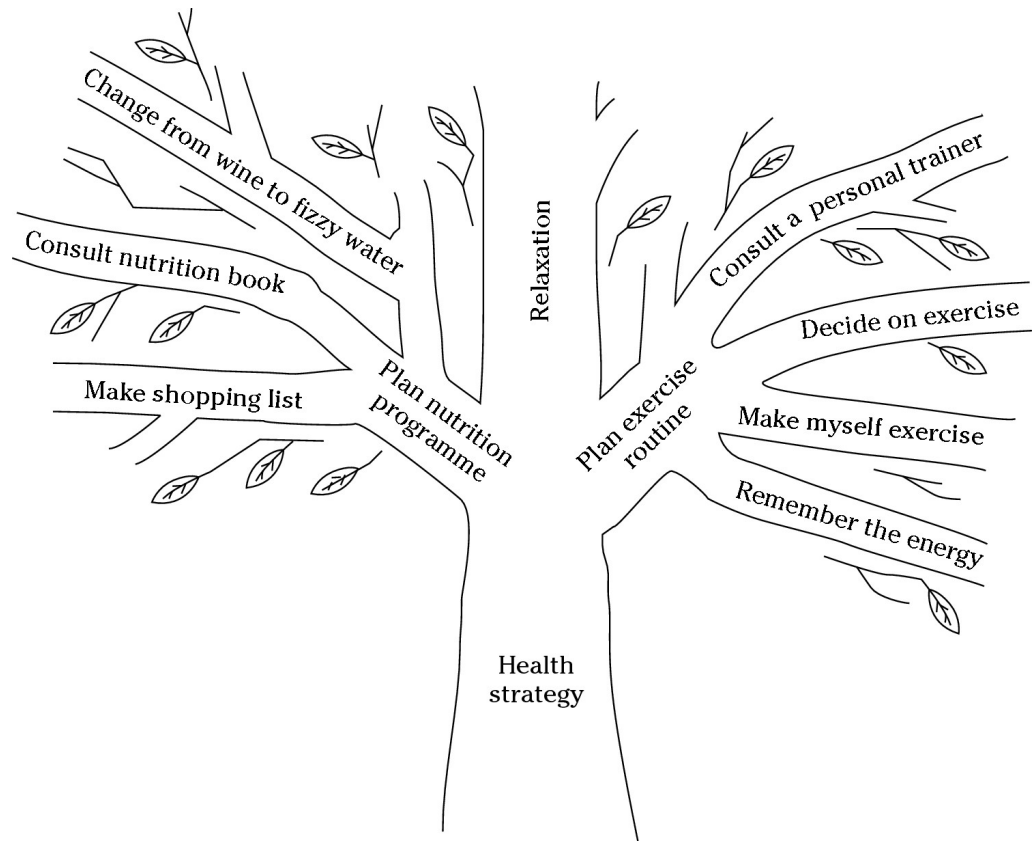 Change from wine to fizzy water
Consult nutrition book
Make shopping list
Plan nutrition
programme
Relaxation
Plan exercise
routine
Consult a personal trainer
Decide on exercise
Make myself exercise
Remember the energy
Health
strategy